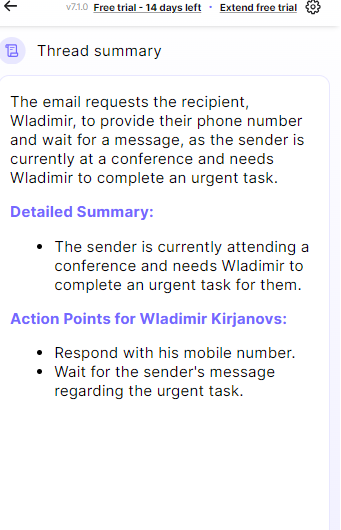 v7.1.0 Free trial - 14 days left • Extend free trial
Thread summary
The email requests the recipient,
Wladimir, to provide their phone number
and wait for a message, as the sender is
currently at a conference and needs
Wladimir to complete an urgent task.
Detailed Summary:
• The sender is currently attending a
conference and needs Wladimir to
complete an urgent task for them.
Action Points for Wladimir Kirjanovs:
• Respond with his mobile number.
• Wait for the sender's message
regarding the urgent task.